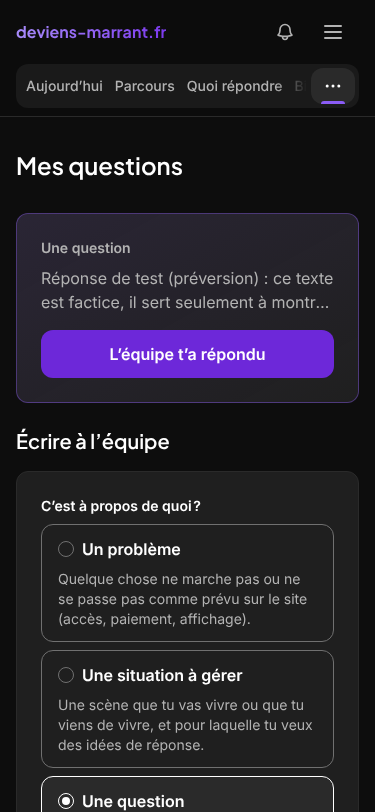 deviens-marrant.fr
Aujourd’hui Parcours Quoi répondre
Mes questions
Une question
Réponse de test (préversion) : ce texte
est factice, il sert seulement à montr…
L’équipe t’a répondu
Écrire à l’équipe
C’est à propos de quoi ?
Un problème
Quelque chose ne marche pas ou ne
se passe pas comme prévu sur le site
(accès, paiement, affichage).
Une situation à gérer
Une scène que tu vas vivre ou que tu
viens de vivre, et pour laquelle tu veux
des idées de réponse.
Une question